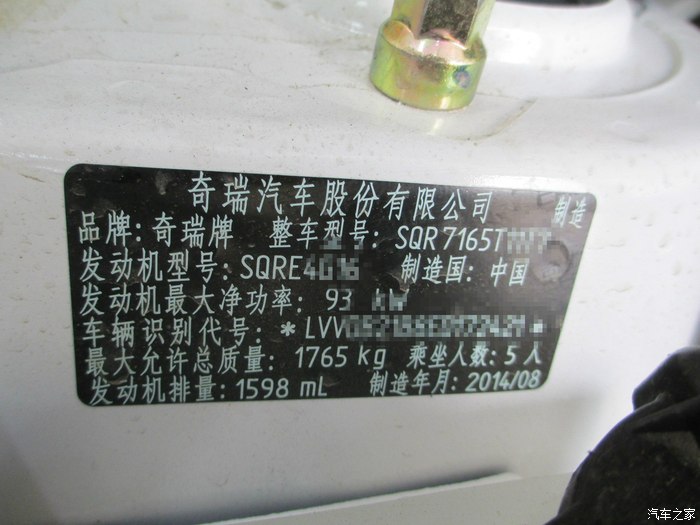 奇瑞汽车股份有限公司 制造
品牌:奇瑞牌 整车型号:SQR7165T
发动机型号:SQRE4G16 制造国:中国
发动机最大净功率: 93 kW
车辆识别代号: *LVV
最大允许总质量: 1765 kg 乘坐人数:5人
发动机排量:1598 mL 制造年月:2014/08
汽车之家